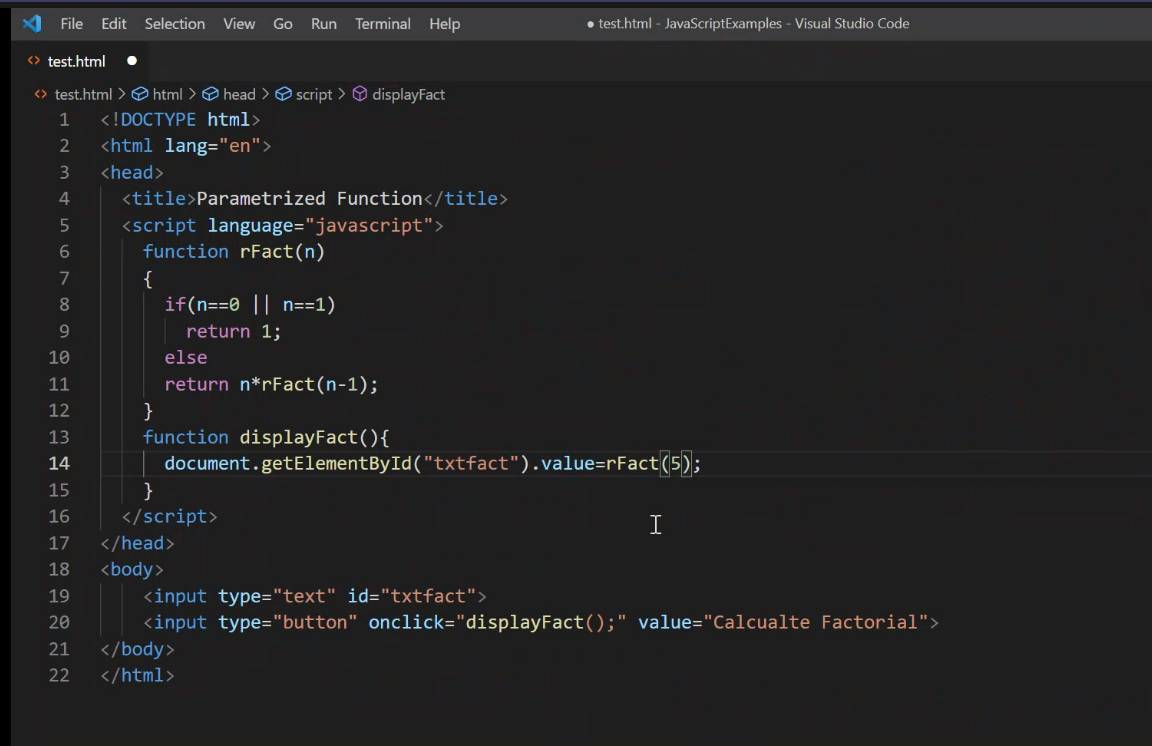 File Edit Selection View Go Run Terminal Help ● test.html - JavaScriptExamples - Visual Studio Code
<> test.html ●
<> test.html > html > head > script > displayFact
1 <!DOCTYPE html>
2 <html lang="en">
3 <head>
4 <title>Parametrized Function</title>
5 <script language="javascript">
6 function rFact(n)
7 {
8 if(n==0 || n==1)
9 return 1;
10 else
11 return n*rFact(n-1);
12 }
13 function displayFact(){
14 document.getElementById("txtfact").value=rFact(5);
15 }
16 </script>
17 </head>
18 <body>
19 <input type="text" id="txtfact">
20 <input type="button" onclick="displayFact();" value="Calcualte Factorial">
21 </body>
22 </html>